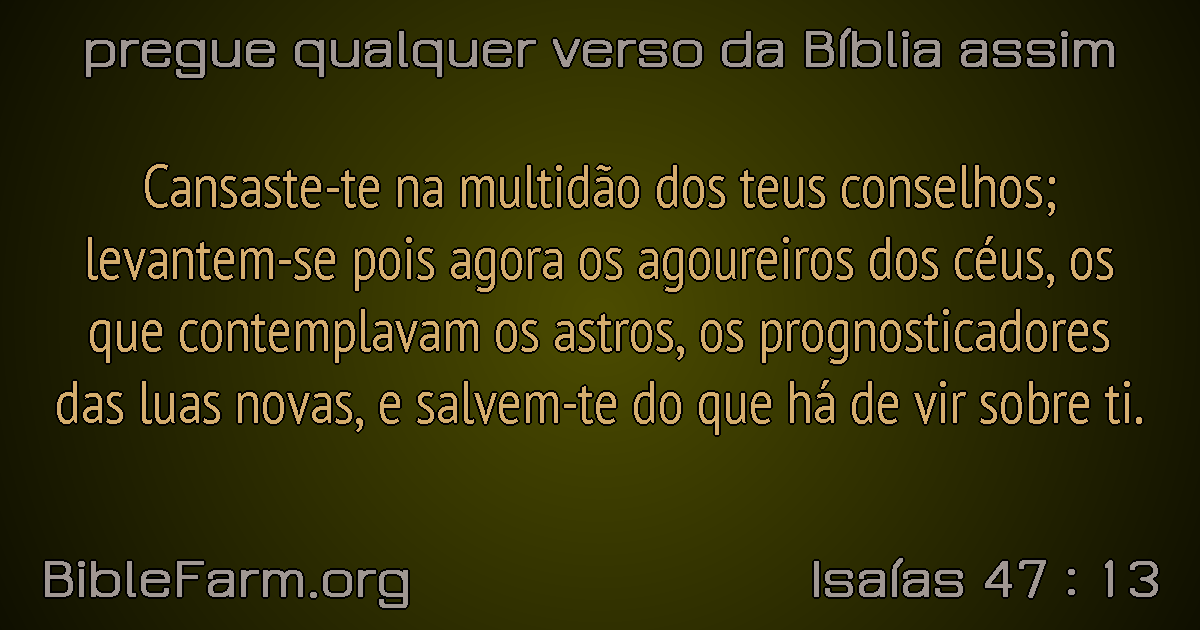 pregue qualquer verso da Bíblia assim
Cansaste-te na multidão dos teus conselhos;
levantem-se pois agora os agoureiros dos céus, os
que contemplavam os astros, os prognosticadores
das luas novas, e salvem-te do que há de vir sobre ti.
BibleFarm.org
Isaías 47 : 13